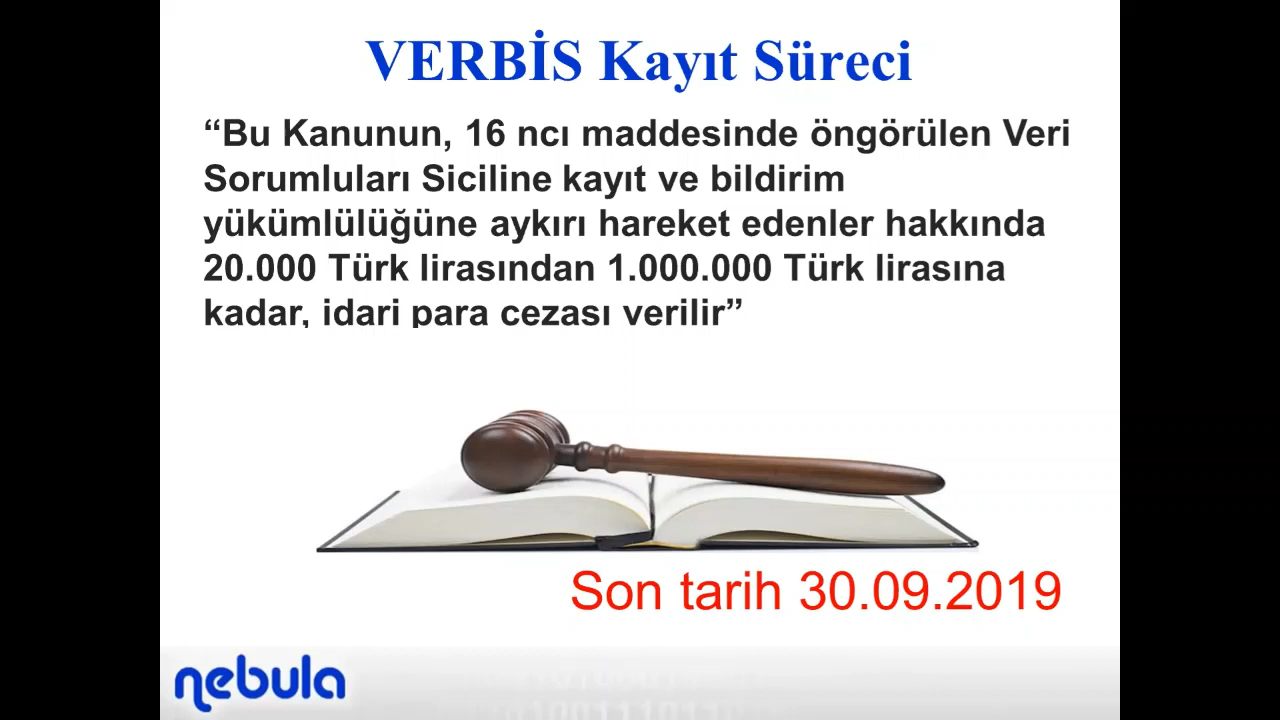 VERBİS Kayıt Süreci
“Bu Kanunun, 16 ncı maddesinde öngörülen Veri
Sorumluları Siciline kayıt ve bildirim
yükümlülüğüne aykırı hareket edenler hakkında
20.000 Türk lirasından 1.000.000 Türk lirasına
kadar, idari para cezası verilir”
Son tarih 30.09.2019
nebula